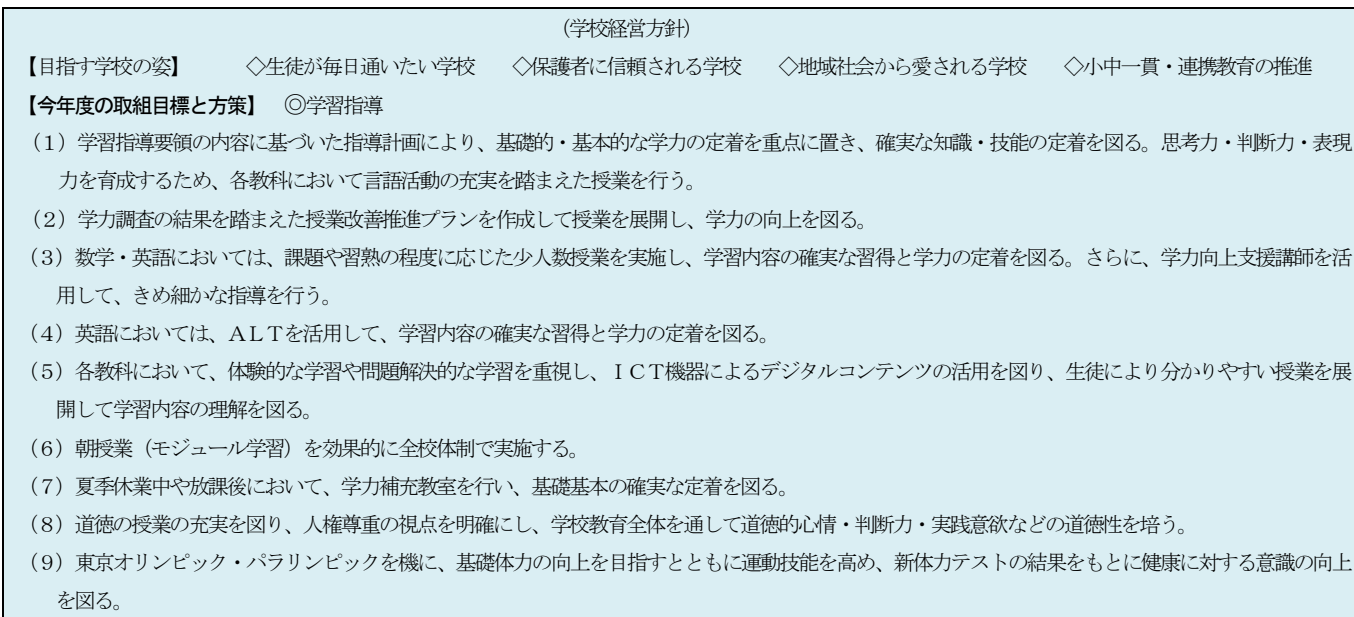 (学校経営方針)
【目指す学校の姿】　◇生徒が毎日通いたい学校　◇保護者に信頼される学校　◇地域社会から愛される学校　◇小中一貫・連携教育の推進
【今年度の取組目標と方策】　◎学習指導
（１）学習指導要領の内容に基づいた指導計画により、基礎的・基本的な学力の定着を重点に置き、確実な知識・技能の定着を図る。思考力・判断力・表現
力を育成するため、各教科において言語活動の充実を踏まえた授業を行う。
（２）学力調査の結果を踏まえた授業改善推進プランを作成して授業を展開し、学力の向上を図る。
（３）数学・英語においては、課題や習熟の程度に応じた少人数授業を実施し、学習内容の確実な習得と学力の定着を図る。さらに、学力向上支援講師を活
用して、きめ細かな指導を行う。
（４）英語においては、ＡＬＴを活用して、学習内容の確実な習得と学力の定着を図る。
（５）各教科において、体験的な学習や問題解決的な学習を重視し、ＩＣＴ機器によるデジタルコンテンツの活用を図り、生徒により分かりやすい授業を展
開して学習内容の理解を図る。
（６）朝授業（モジュール学習）を効果的に全校体制で実施する。
（７）夏季休業中や放課後において、学力補充教室を行い、基礎基本の確実な定着を図る。
（８）道徳の授業の充実を図り、人権尊重の視点を明確にし、学校教育全体を通して道徳的心情・判断力・実践意欲などの道徳性を培う。
（９）東京オリンピック・パラリンピックを機に、基礎体力の向上を目指すとともに運動技能を高め、新体力テストの結果をもとに健康に対する意識の向上
を図る。